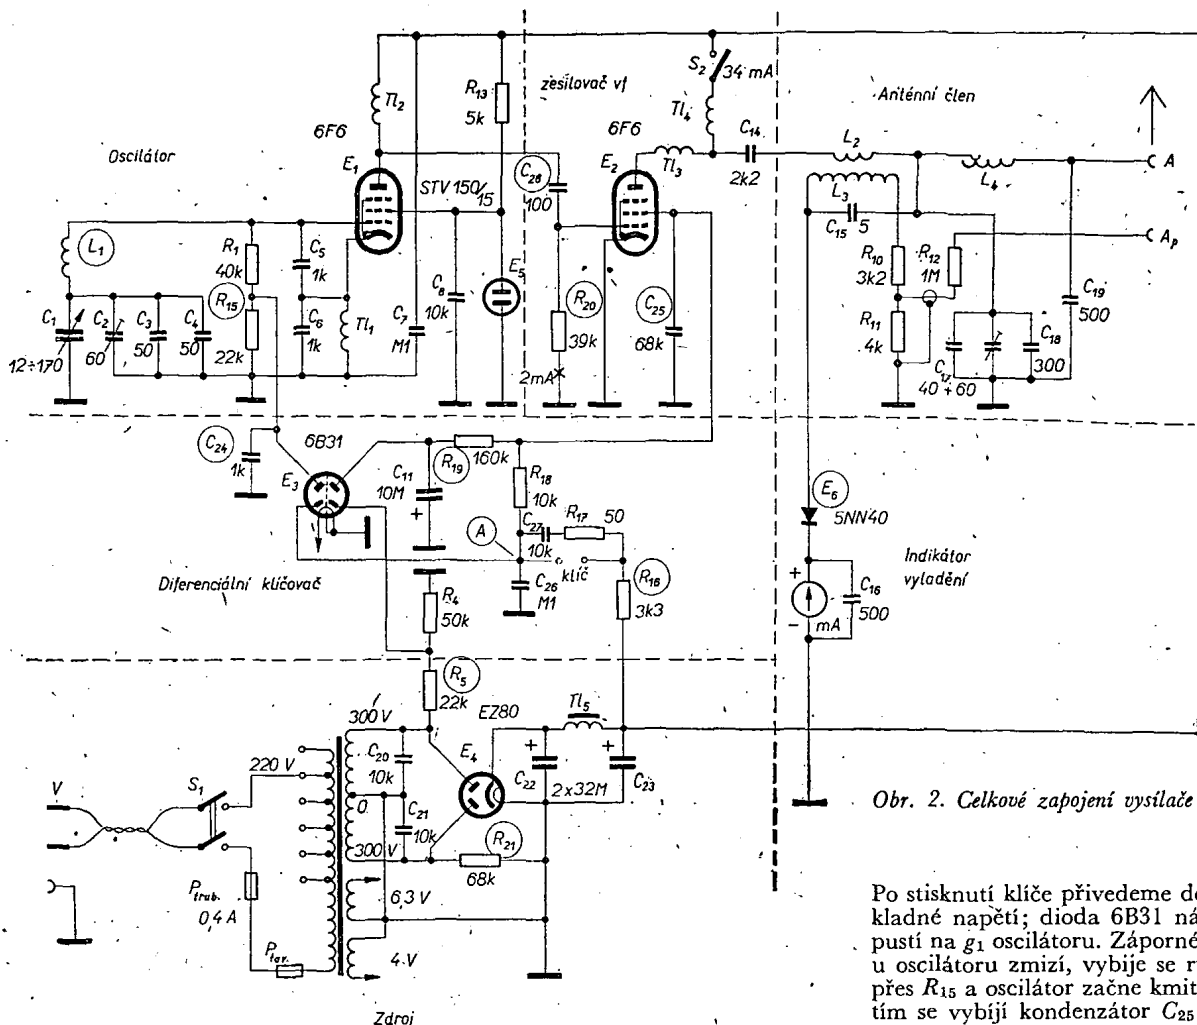 S₂
34 mA
zesilovač vf
Anténní člen
R₁₃
5k
Tl₂
Tl₄
6F6
6F6
C₁₄
2k2
L₂
Oscilátor
E₁
E₂
Tl₃
A
STV 150/15
C₂₈
100
L₃
L₄
C₁₅
5
Aₚ
L₁
R₁
40k
C₅
1k
E₅
R₁₀
3k2
R₁₂
1M
R₁₅
C₈
10k
R₂₀
C₂₅
C₁₉
500
C₁
C₂
C₃
C₄
C₆
1k
Tl₁
C₇
M1
39k
68k
R₁₁
4k
C₁₈
300
12÷170
60
50
50
22k
2mA
C₁₇
40+60
C₂₄
1k
6B31
R₁₉
160k
E₃
C₁₁
10M
+
R₁₈
10k
E₆
5NN40
C₂₇
10k
R₁₇
50
A
klíč
R₁₆
3k3
Indikátor
vyladění
Diferenciální klíčovač
R₄
50k
C₂₆
M1
+
C₁₆
500
–
mA
R₅
22k
300 V
EZ80
Tl₅
C₂₀
10k
E₄
+
+
220 V
C₂₂
2x32M
C₂₃
V
S₁
0
C₂₁
10k
Obr. 2. Celkové zapojení vysílače
300 V
R₂₁
68k
0,4 A
6,3 V
4 V
Zdroj
Po stisknutí klíče přivedeme do
kladné napětí; dioda 6B31 ná
pustí na g₁ oscilátoru. Záporné
u oscilátoru zmizí, vybije se r
přes R₁₅ a oscilátor začne kmit
tím se vybíjí kondenzátor C₂₅